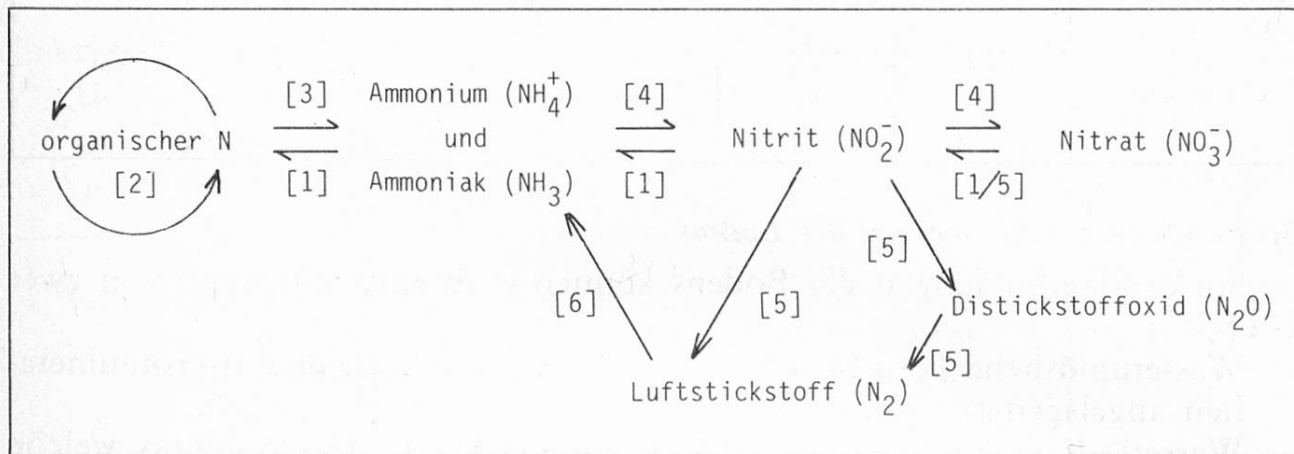 [3] Ammonium (NH₄⁺) [4] [4]
organischer N und Nitrit (NO₂⁻) Nitrat (NO₃⁻)
[2] [1] Ammoniak (NH₃) [1] [1/5]
[5]
[6] [5] Distickstoffoxid (N₂O)
[5]
Luftstickstoff (N₂)